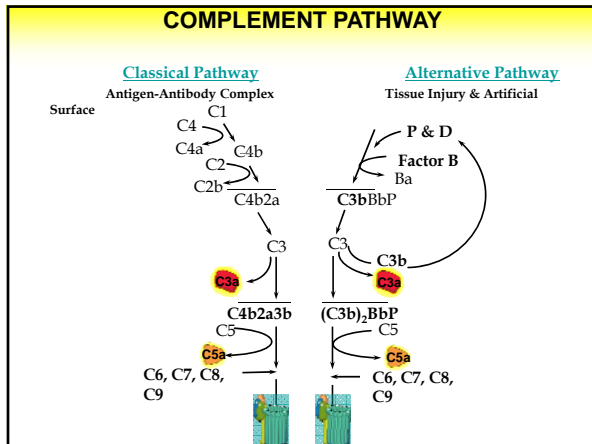 COMPLEMENT PATHWAY
Classical Pathway
Antigen-Antibody Complex
Surface
C1
C4
C4a
C4b
C2
C2b
C4b2a
C3
C3a
C4b2a3b
C5
C5a
C6, C7, C8,
C9
Alternative Pathway
Tissue Injury & Artificial
P & D
Factor B
Ba
C3bBbP
C3
C3b
C3a
(C3b)₂BbP
C5
C5a
C6, C7, C8,
C9